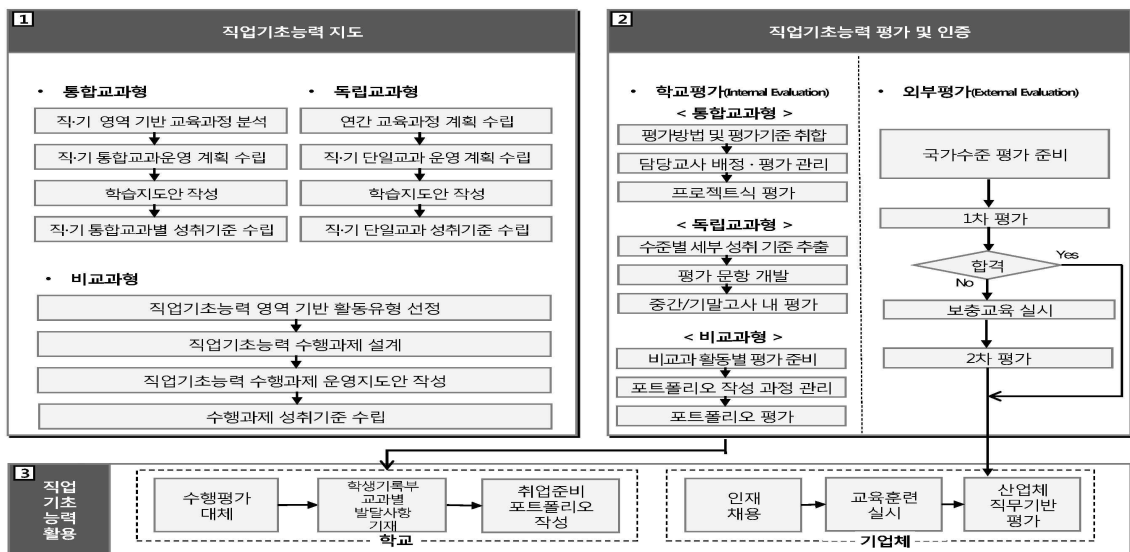 1
직업기초능력 지도
• 통합교과형
직·기 영역 기반 교육과정 분석
직·기 통합교과운영 계획 수립
학습지도안 작성
직·기 통합교과별 성취기준 수립
• 독립교과형
연간 교육과정 계획 수립
직·기 단일교과 운영 계획 수립
학습지도안 작성
직·기 단일교과 성취기준 수립
• 비교과형
직업기초능력 영역 기반 활동유형 선정
직업기초능력 수행과제 설계
직업기초능력 수행과제 운영지도안 작성
수행과제 성취기준 수립
2
직업기초능력 평가 및 인증
• 학교평가(Internal Evaluation)
< 통합교과형 >
평가방법 및 평가기준 취합
담당교사 배정 · 평가 관리
프로젝트식 평가
< 독립교과형 >
수준별 세부 성취 기준 추출
평가 문항 개발
중간/기말고사 내 평가
< 비교과형 >
비교과 활동별 평가 준비
포트폴리오 작성 과정 관리
포트폴리오 평가
• 외부평가(External Evaluation)
국가수준 평가 준비
1차 평가
합격
Yes
No
보충교육 실시
2차 평가
3
직업
기초
능력
활용
수행평가
대체
학생기록부
교과별
발달사항
기재
취업준비
포트폴리오
작성
학교
인재
채용
교육훈련
실시
산업체
직무기반
평가
기업체